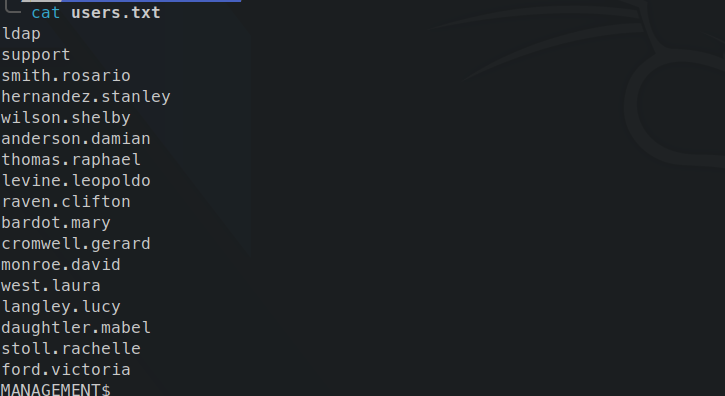 cat users.txt
ldap
support
smith.rosario
hernandez.stanley
wilson.shelby
anderson.damian
thomas.raphael
levine.leopoldo
raven.clifton
bardot.mary
cromwell.gerard
monroe.david
west.laura
langley.lucy
daughtler.mabel
stoll.rachelle
ford.victoria
MANAGEMENT$